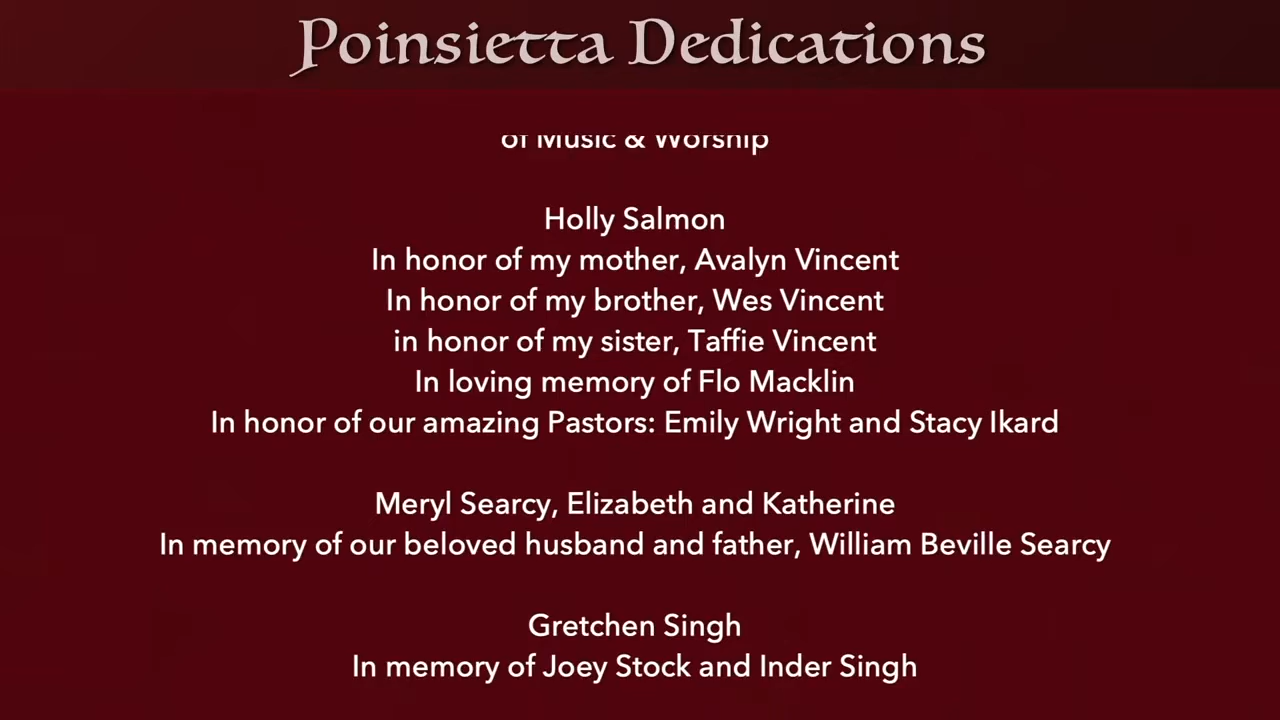 Poinsietta Dedications
of Music & Worship
Holly Salmon
In honor of my mother, Avalyn Vincent
In honor of my brother, Wes Vincent
in honor of my sister, Taffie Vincent
In loving memory of Flo Macklin
In honor of our amazing Pastors: Emily Wright and Stacy Ikard
Meryl Searcy, Elizabeth and Katherine
In memory of our beloved husband and father, William Beville Searcy
Gretchen Singh
In memory of Joey Stock and Inder Singh